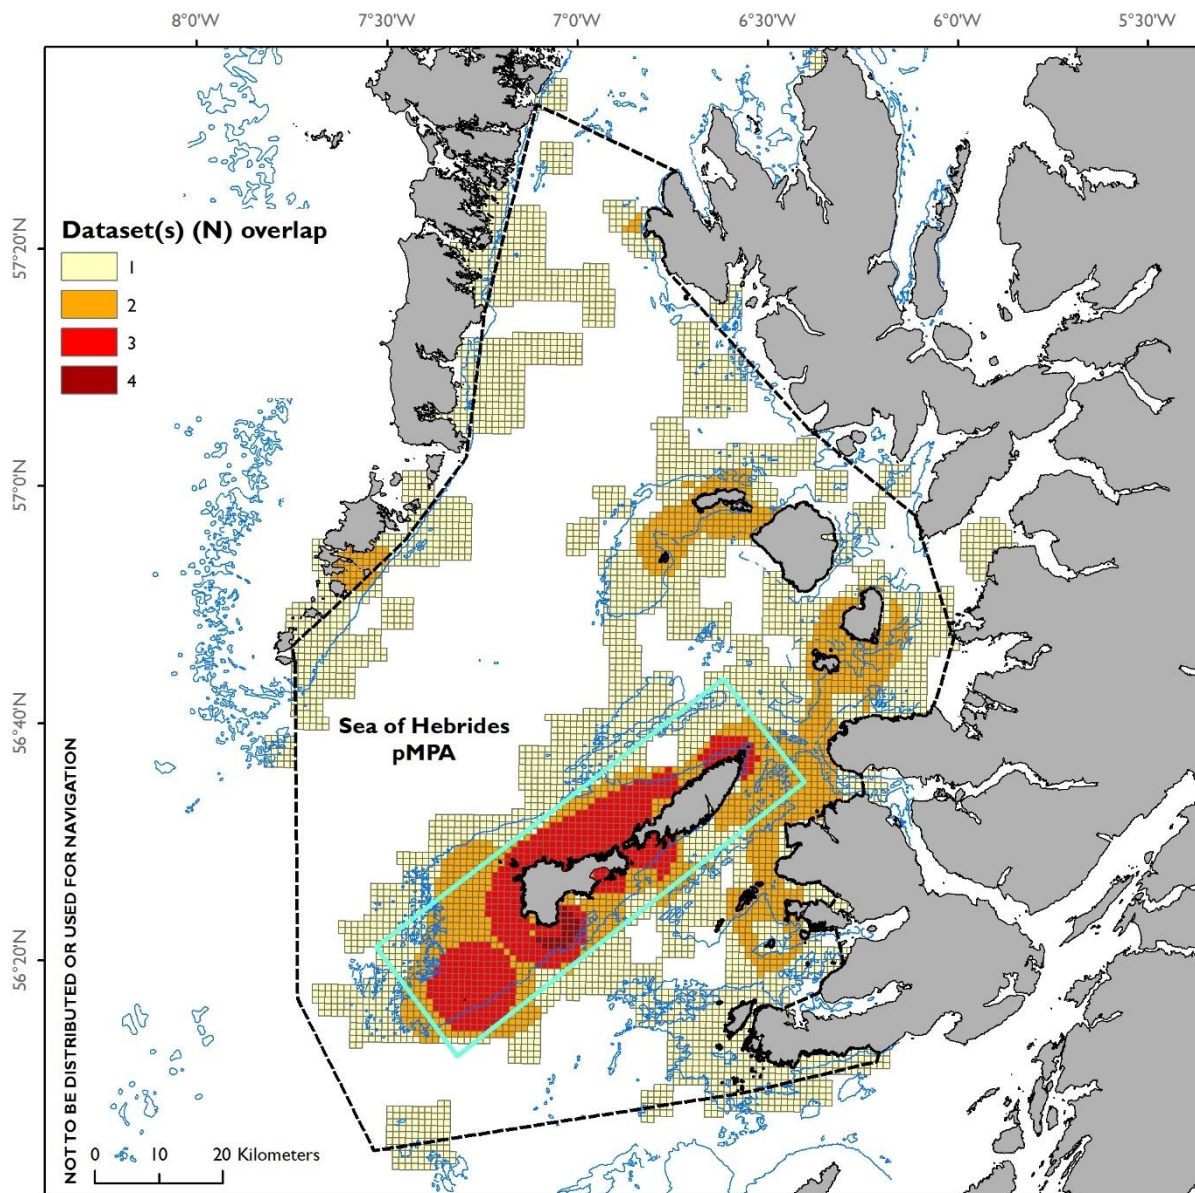 8°0'W 7°30'W 7°0'W 6°30'W 6°0'W 5°30'W
57°20'N
57°0'N
56°40'N
56°20'N
Dataset(s) (N) overlap
1
2
3
4
Sea of Hebrides
pMPA
NOT TO BE DISTRIBUTED OR USED FOR NAVIGATION
0 10 20 Kilometers